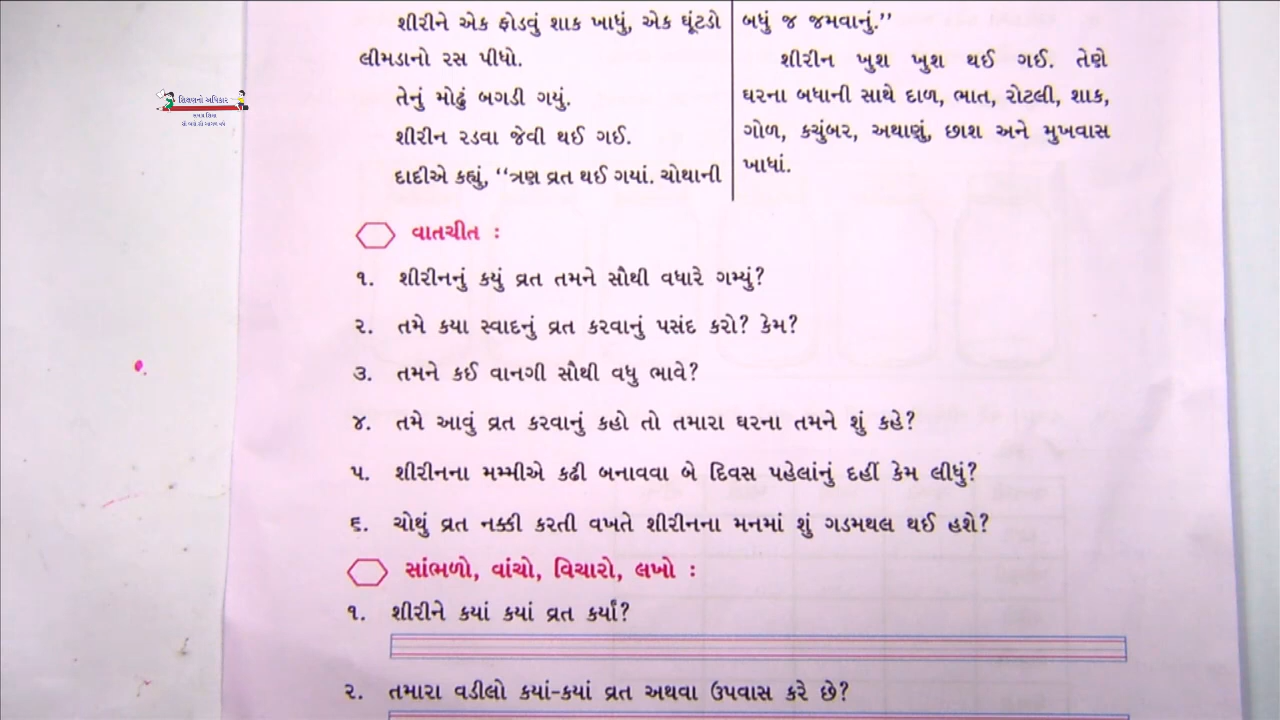 શિક્ષણનો અધિકાર
સમગ્ર શિક્ષા
શીરીને એક ફોડવું શાક ખાધું, એક ઘૂંટડો
લીમડાનો રસ પીધો.
તેનું મોઢું બગડી ગયું.
શીરીન રડવા જેવી થઈ ગઈ.
દાદીએ કહ્યું, ‘‘ત્રણ વ્રત થઈ ગયાં. ચોથાની
બધું જ જમવાનું.’’
શીરીન ખુશ ખુશ થઈ ગઈ. તેણે
ઘરના બધાની સાથે દાળ, ભાત, રોટલી, શાક,
ગોળ, કચુંબર, અથાણું, છાશ અને મુખવાસ
ખાધાં.
વાતચીત :
૧. શીરીનનું કયું વ્રત તમને સૌથી વધારે ગમ્યું?
૨. તમે કયા સ્વાદનું વ્રત કરવાનું પસંદ કરો? કેમ?
૩. તમને કઈ વાનગી સૌથી વધુ ભાવે?
૪. તમે આવું વ્રત કરવાનું કહો તો તમારા ઘરના તમને શું કહે?
૫. શીરીનના મમ્મીએ કઢી બનાવવા બે દિવસ પહેલાંનું દહીં કેમ લીધું?
૬. ચોથું વ્રત નક્કી કરતી વખતે શીરીનના મનમાં શું ગડમથલ થઈ હશે?
સાંભળો, વાંચો, વિચારો, લખો :
૧. શીરીને કયાં કયાં વ્રત કર્યાં?
૨. તમારા વડીલો કયાં-કયાં વ્રત અથવા ઉપવાસ કરે છે?